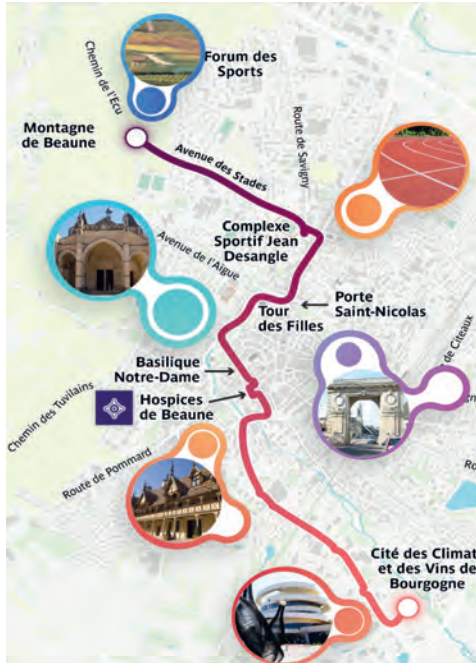 Chemin de l'Ecu
Forum des
Sports
Montagne
de Beaune
Avenue des Stades
Route de Savigny
Complexe
Sportif Jean
Desangle
Avenue de l'Aigue
Tour
des Filles
Porte
Saint-Nicolas
de Citeaux
Basilique
Notre-Dame
Hospices
de Beaune
Chemin des Tuvilains
Route de Pommard
Cité des Climat
et des Vins de
Bourgogne